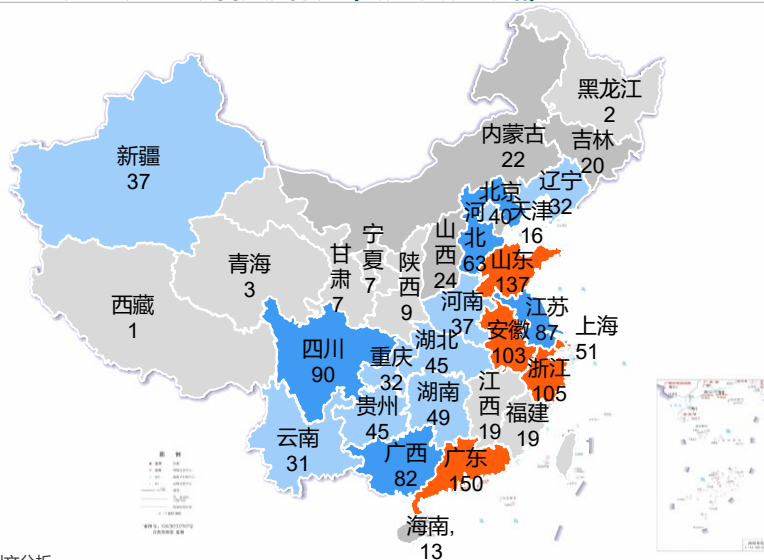 黑龙江
2
内蒙古
22
吉林
20
新疆
37
辽宁
32
北京
40
天津
16
河北
63
山西
24
宁夏
7
甘肃
7
陕西
9
山东
137
青海
3
西藏
1
河南
37
江苏
87
安徽
103
上海
51
四川
90
重庆
32
湖北
45
浙江
105
湖南
49
江西
19
福建
19
贵州
45
云南
31
广西
82
广东
150
海南,
13
图 例